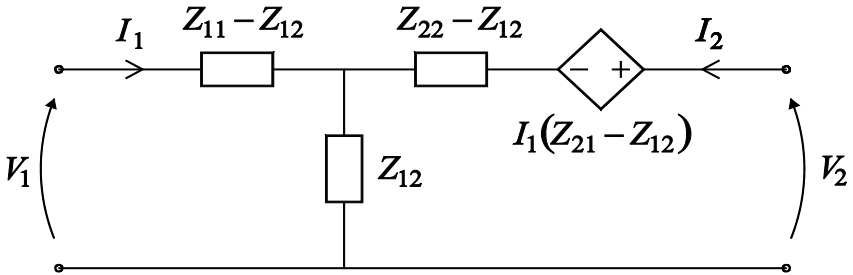 I₁ Z₁₁ − Z₁₂ Z₂₂ − Z₁₂ I₂
− +
I₁(Z₂₁ − Z₁₂)
V₁ Z₁₂ V₂